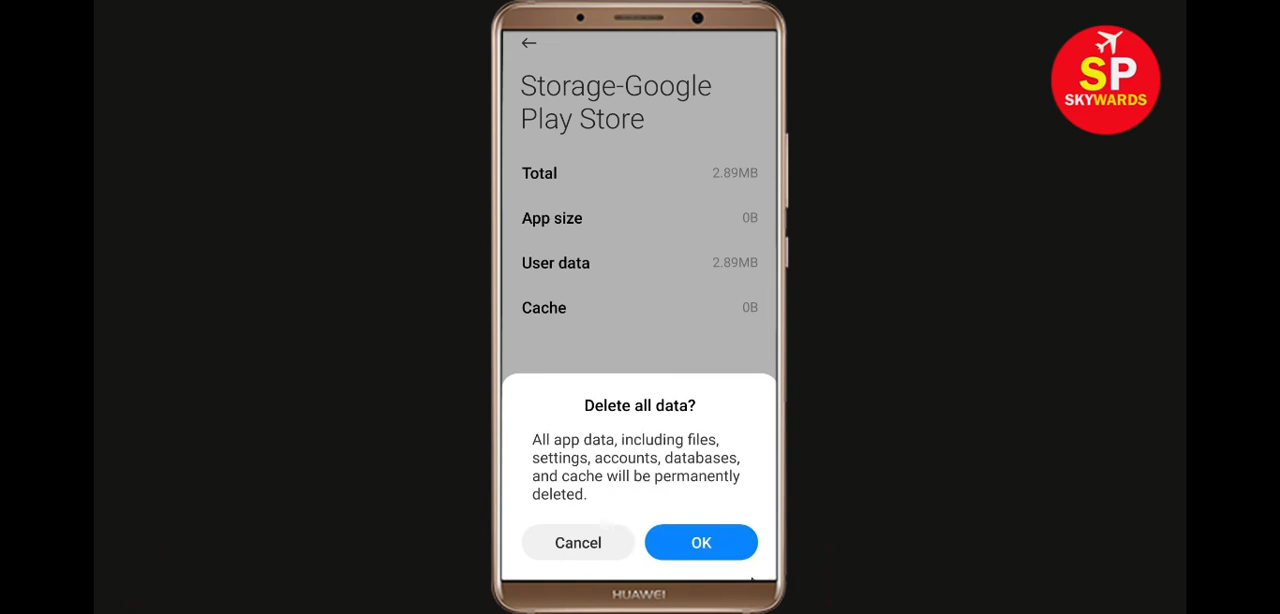 SP
SKYWARDS
Storage-Google
Play Store
Total 2.89MB
App size 0B
User data 2.89MB
Cache 0B
Delete all data?
All app data, including files,
settings, accounts, databases,
and cache will be permanently
deleted.
Cancel OK
HUAWEI